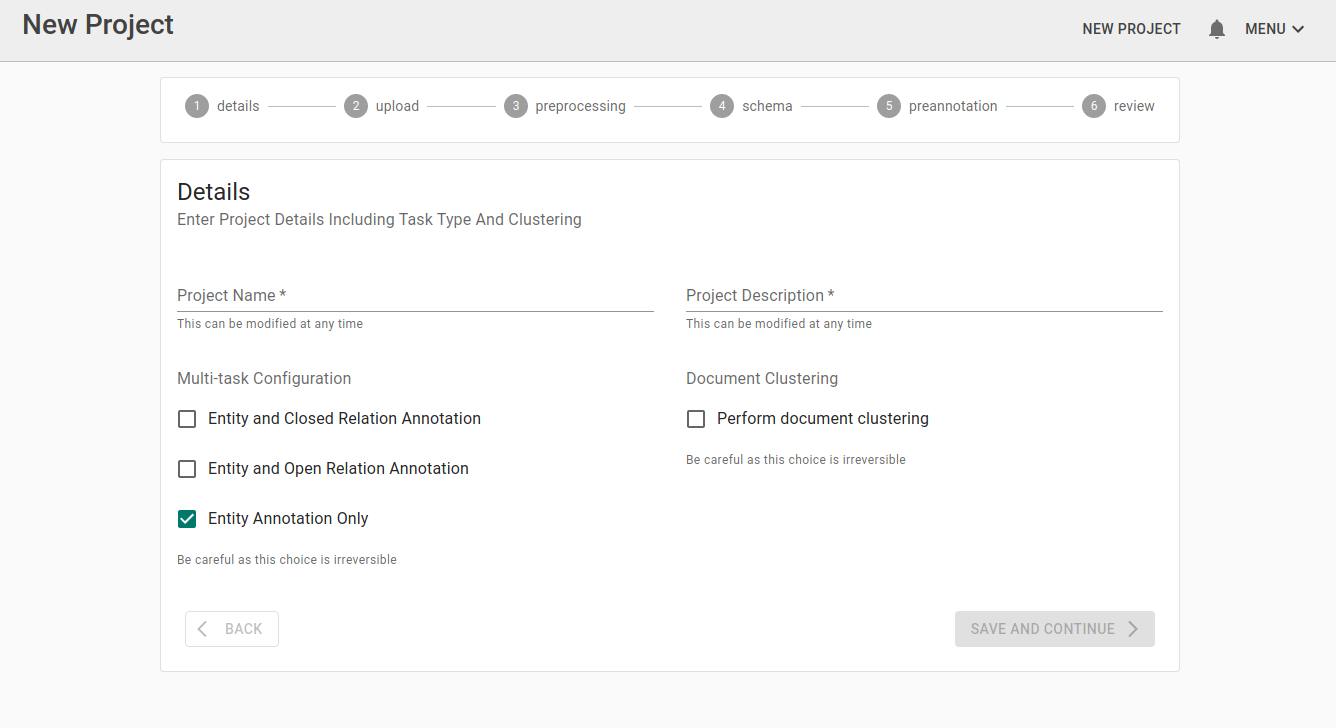 New Project
NEW PROJECT MENU
1 details 2 upload 3 preprocessing 4 schema 5 preannotation 6 review
Details
Enter Project Details Including Task Type And Clustering
Project Name * Project Description *
This can be modified at any time This can be modified at any time
Multi-task Configuration Document Clustering
Entity and Closed Relation Annotation Perform document clustering
Be careful as this choice is irreversible
Entity and Open Relation Annotation
Entity Annotation Only
Be careful as this choice is irreversible
BACK SAVE AND CONTINUE